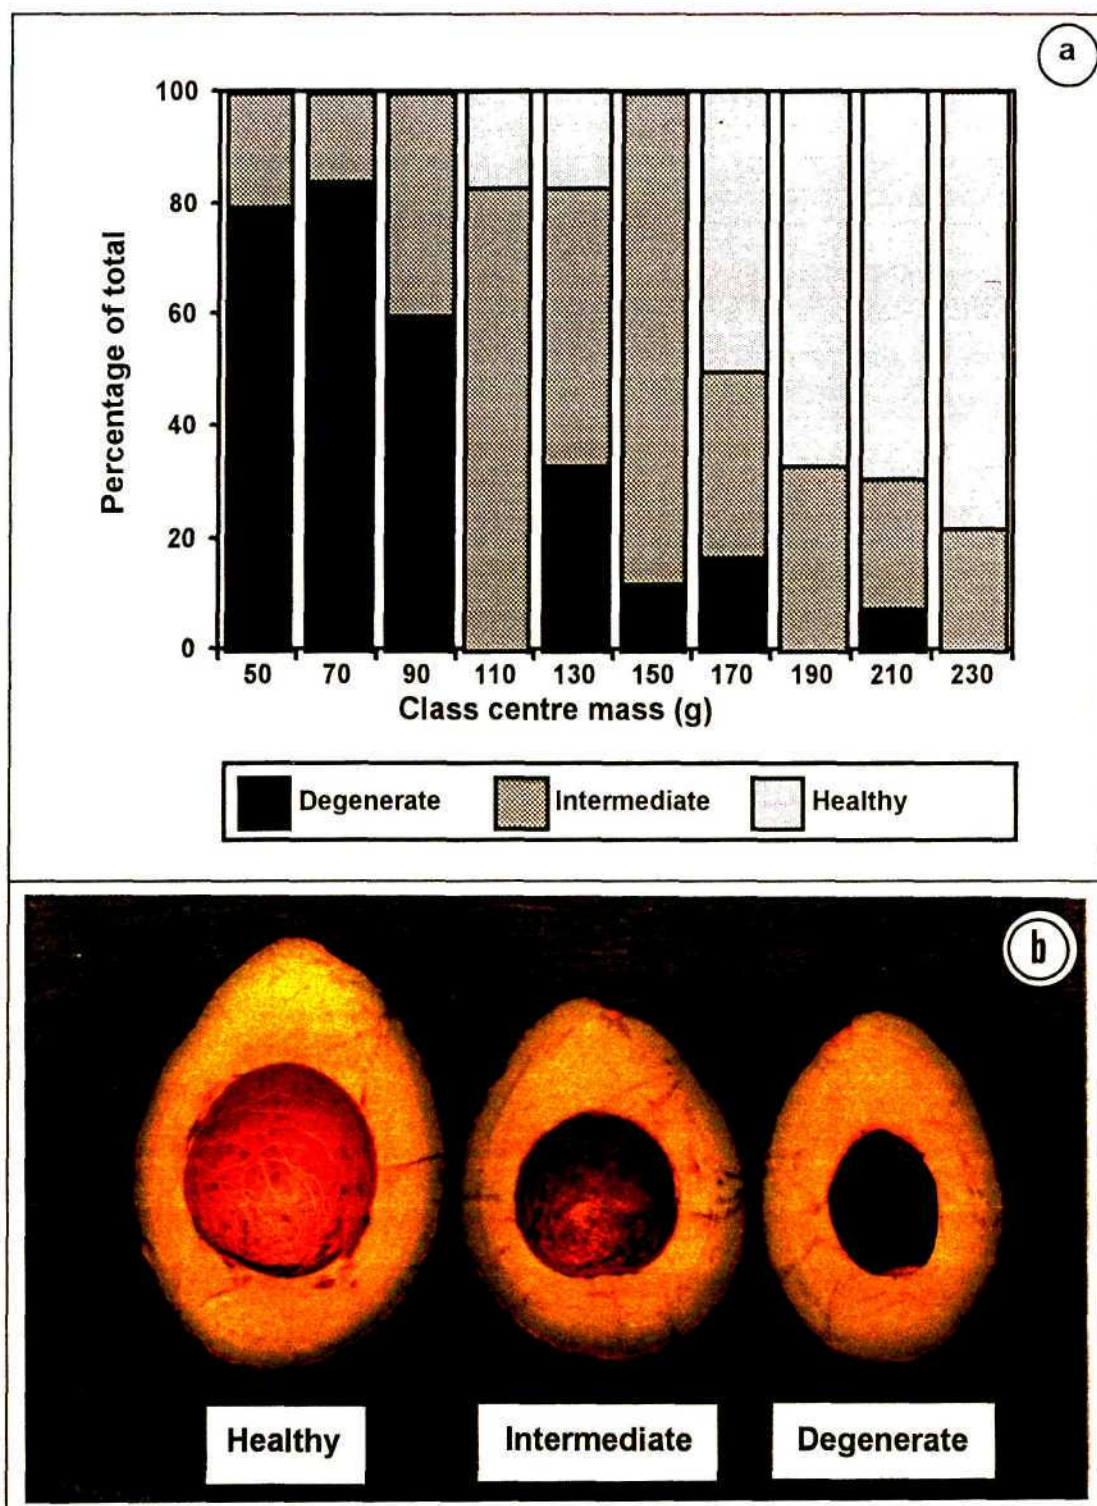 a
Percentage of total
100
80
60
40
20
0
50 70 90 110 130 150 170 190 210 230
Class centre mass (g)
Degenerate Intermediate Healthy
b
Healthy Intermediate Degenerate